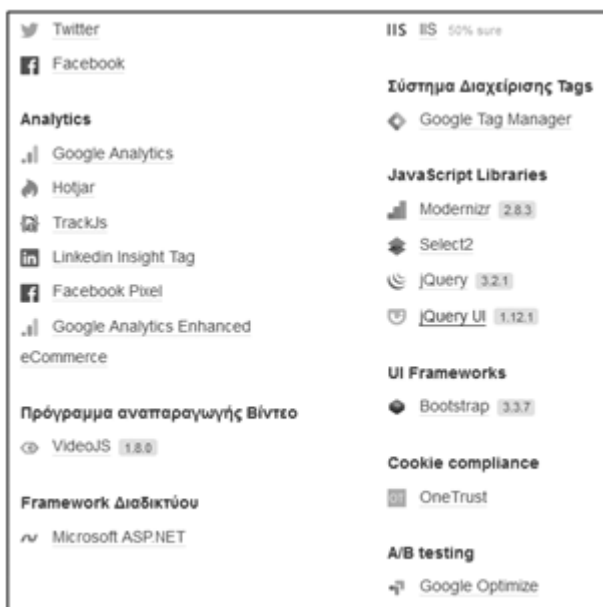 Twitter
Facebook
Analytics
Google Analytics
Hotjar
TrackJs
Linkedin Insight Tag
Facebook Pixel
Google Analytics Enhanced
eCommerce
Πρόγραμμα αναπαραγωγής Βίντεο
VideoJS 1.8.0
Framework Διαδικτύου
Microsoft ASP.NET
IIS IIS 50% sure
Σύστημα Διαχείρισης Tags
Google Tag Manager
JavaScript Libraries
Modernizr 2.8.3
Select2
jQuery 3.2.1
jQuery UI 1.12.1
UI Frameworks
Bootstrap 3.3.7
Cookie compliance
OT OneTrust
A/B testing
Google Optimize